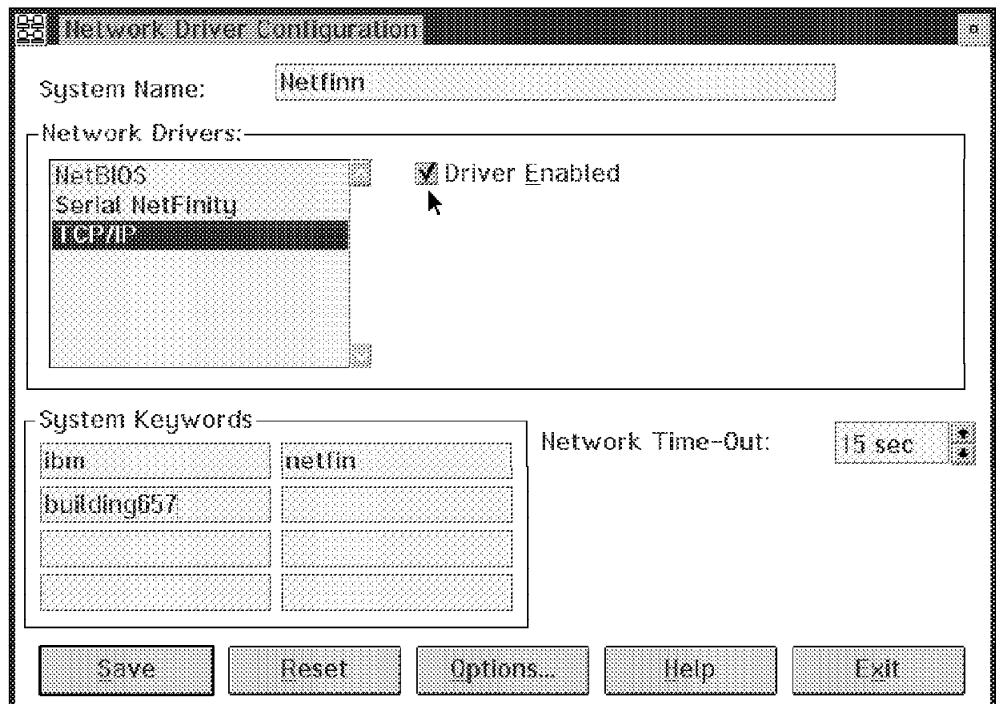 Network Driver Configuration
System Name: Netfinn
Network Drivers:
NetBIOS
Serial NetFinity
TCP/IP
Driver Enabled
System Keywords
ibm netfin
building657
Network Time-Out: 15 sec
Save Reset Options... Help Exit